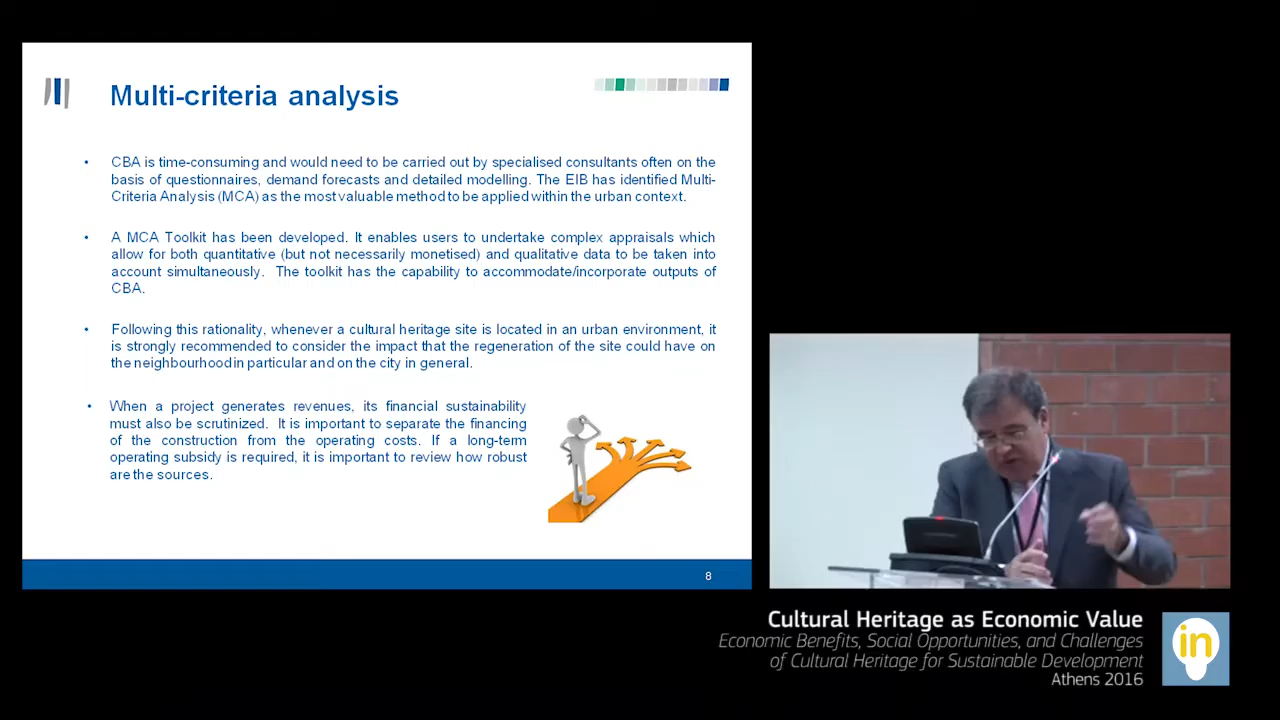 Multi-criteria analysis
• CBA is time-consuming and would need to be carried out by specialised consultants often on the
basis of questionnaires, demand forecasts and detailed modelling. The EIB has identified Multi-
Criteria Analysis (MCA) as the most valuable method to be applied within the urban context.
• A MCA Toolkit has been developed. It enables users to undertake complex appraisals which
allow for both quantitative (but not necessarily monetised) and qualitative data to be taken into
account simultaneously. The toolkit has the capability to accommodate/incorporate outputs of
CBA.
• Following this rationality, whenever a cultural heritage site is located in an urban environment, it
is strongly recommended to consider the impact that the regeneration of the site could have on
the neighbourhood in particular and on the city in general.
• When a project generates revenues, its financial sustainability
must also be scrutinized. It is important to separate the financing
of the construction from the operating costs. If a long-term
operating subsidy is required, it is important to review how robust
are the sources.
8
Cultural Heritage as Economic Value
Economic Benefits, Social Opportunities, and Challenges
of Cultural Heritage for Sustainable Development
Athens 2016
in